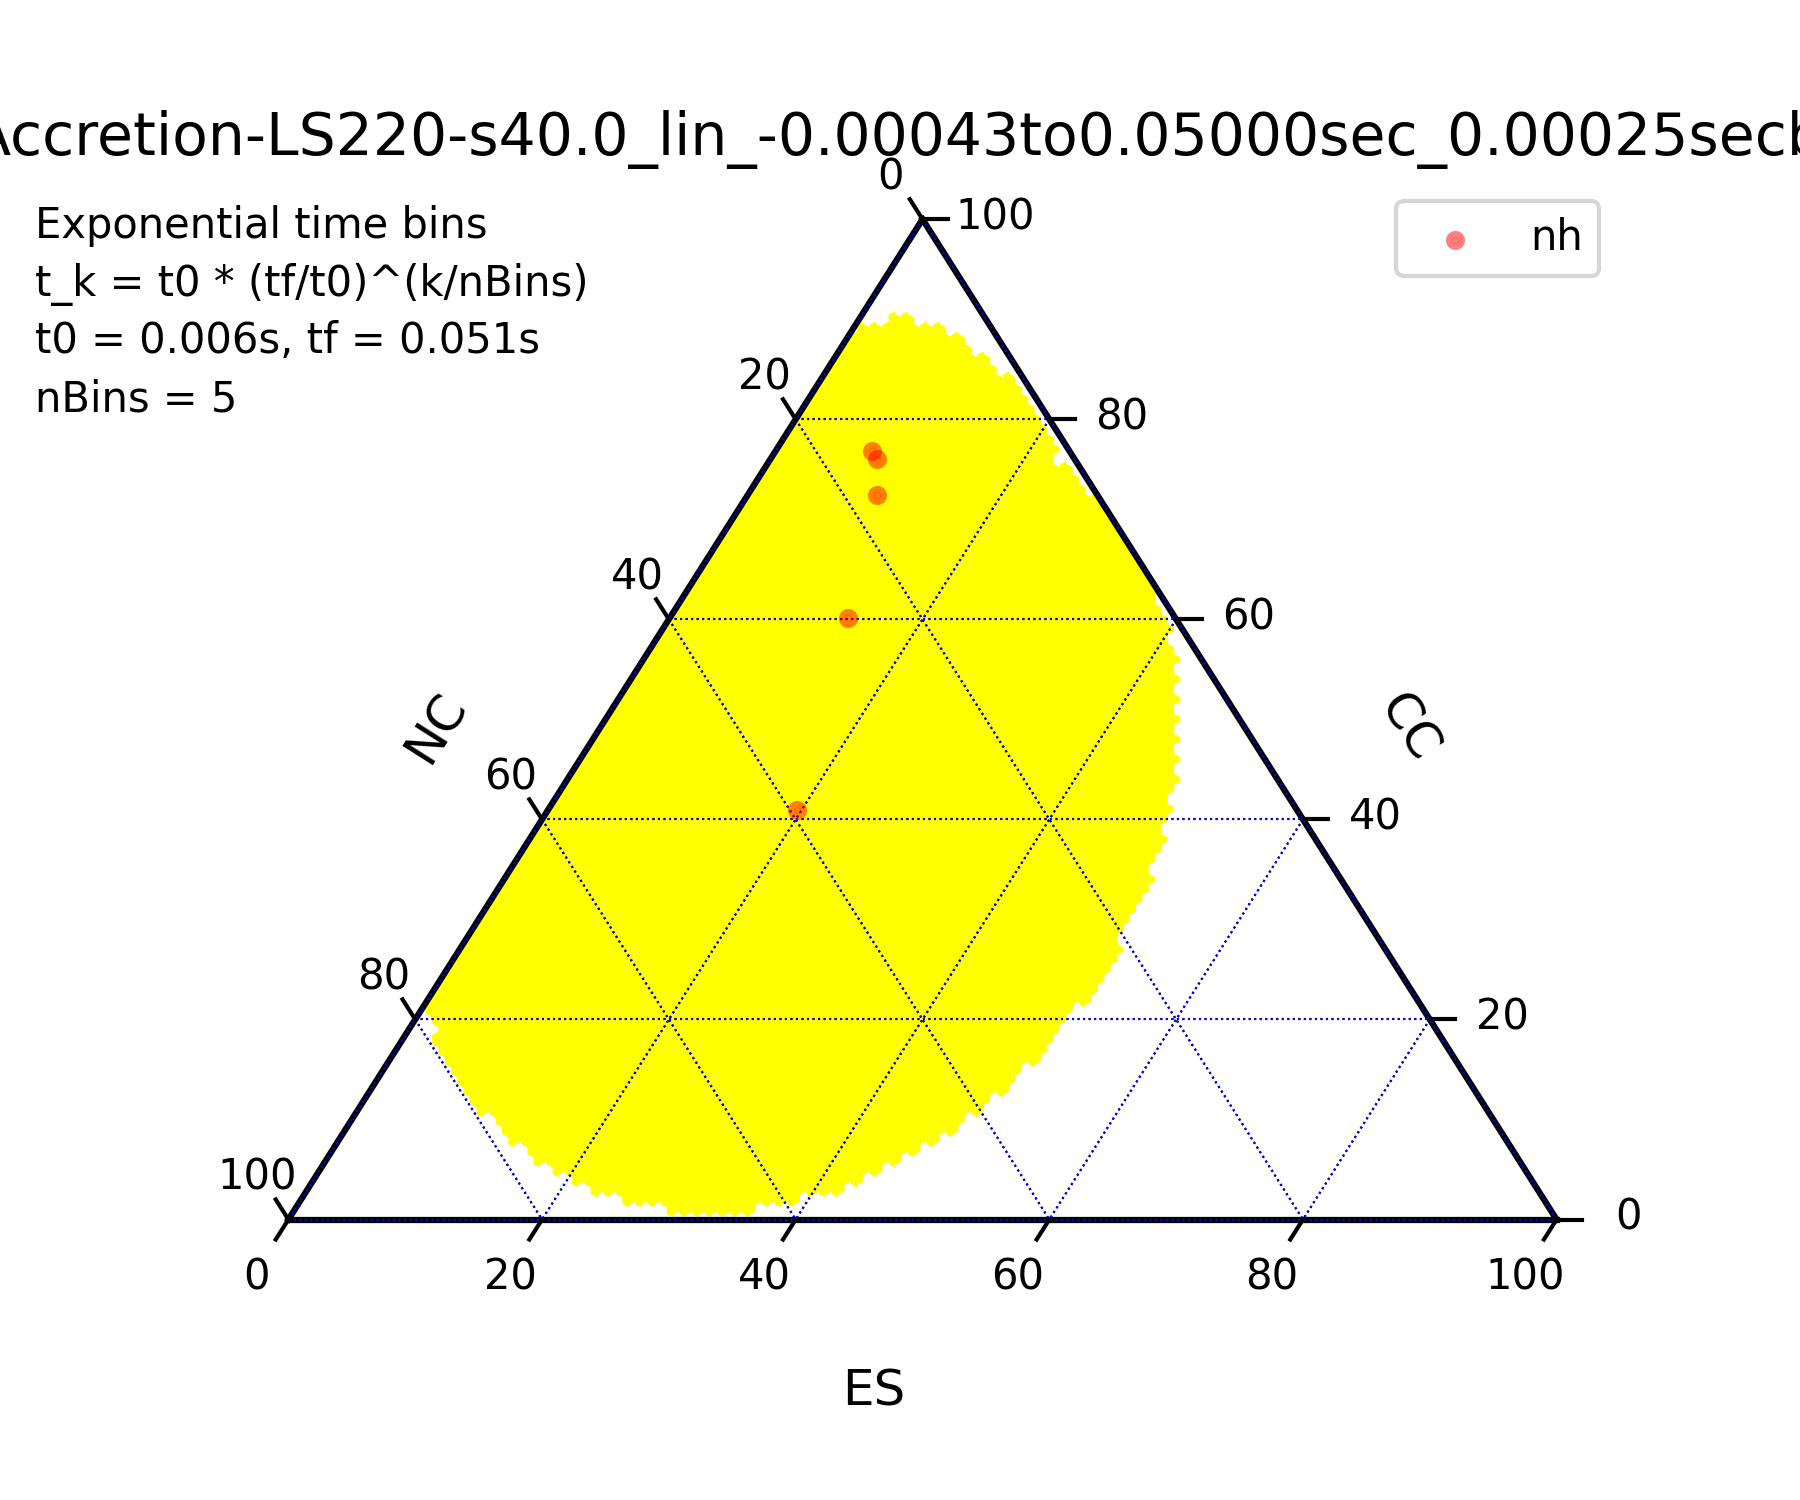 Accretion-LS220-s40.0_lin_-0.00043to0.05000sec_0.00025secb
Exponential time bins
t_k = t0 * (tf/t0)^(k/nBins)
t0 = 0.006s, tf = 0.051s
nBins = 5
nh
0
100
20
80
40
60
NC
CC
60
40
80
20
100
0
0
20
40
60
80
100
ES